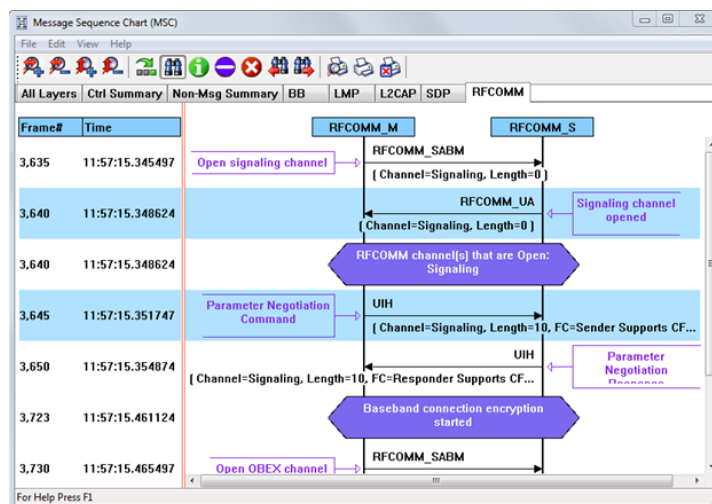 Message Sequence Chart (MSC)
File Edit View Help
All Layers Ctrl Summary Non-Msg Summary BB LMP L2CAP SDP RFCOMM
Frame# Time RFCOMM_M RFCOMM_S
3,635 11:57:15.345497 Open signaling channel RFCOMM_SABM
( Channel=Signaling, Length=0 )
3,640 11:57:15.348624 RFCOMM_UA Signaling channel
opened
( Channel=Signaling, Length=0 )
3,640 11:57:15.348624 RFCOMM channel(s) that are Open:
Signaling
3,645 11:57:15.351747 Parameter Negotiation
Command UIH
( Channel=Signaling, Length=10, FC=Sender Supports CF...
3,650 11:57:15.354874 UIH Parameter
Negotiation
Response
( Channel=Signaling, Length=10, FC=Responder Supports CF...
3,723 11:57:15.461124 Baseband connection encryption
started
3,730 11:57:15.465497 Open OBEX channel RFCOMM_SABM
For Help Press F1